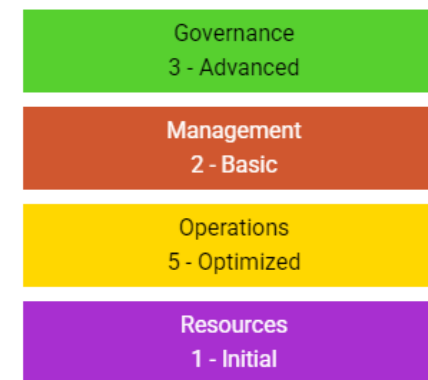 Governance
3 - Advanced
Management
2 - Basic
Operations
5 - Optimized
Resources
1 - Initial